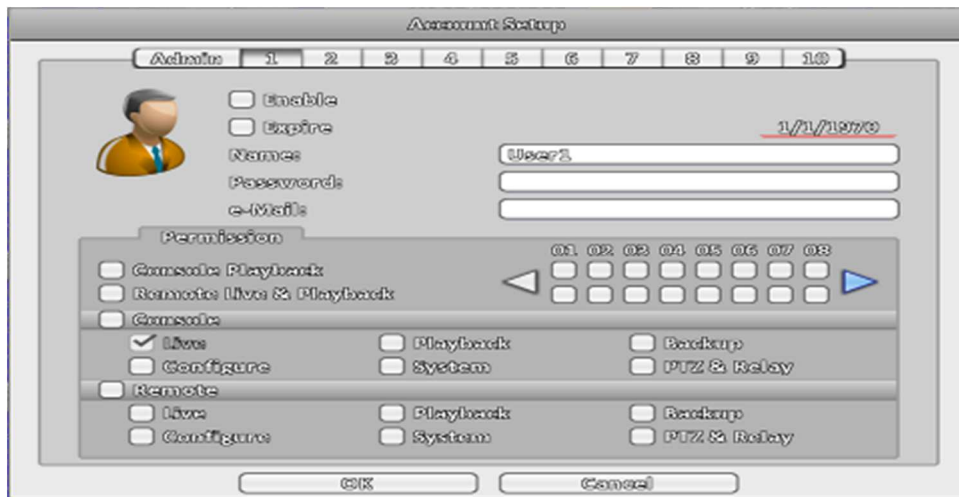 Account Setup
Admin 1 2 3 4 5 6 7 8 9 10
Enable
Expire 1/1/1970
Name: User1
Password:
e-Mail:
Permission 01 02 03 04 05 06 07 08
Console Playback
Remote Live & Playback
Console
Live Playback Backup
Configure System PTZ & Relay
Remote
Live Playback Backup
Configure System PTZ & Relay
OK Cancel